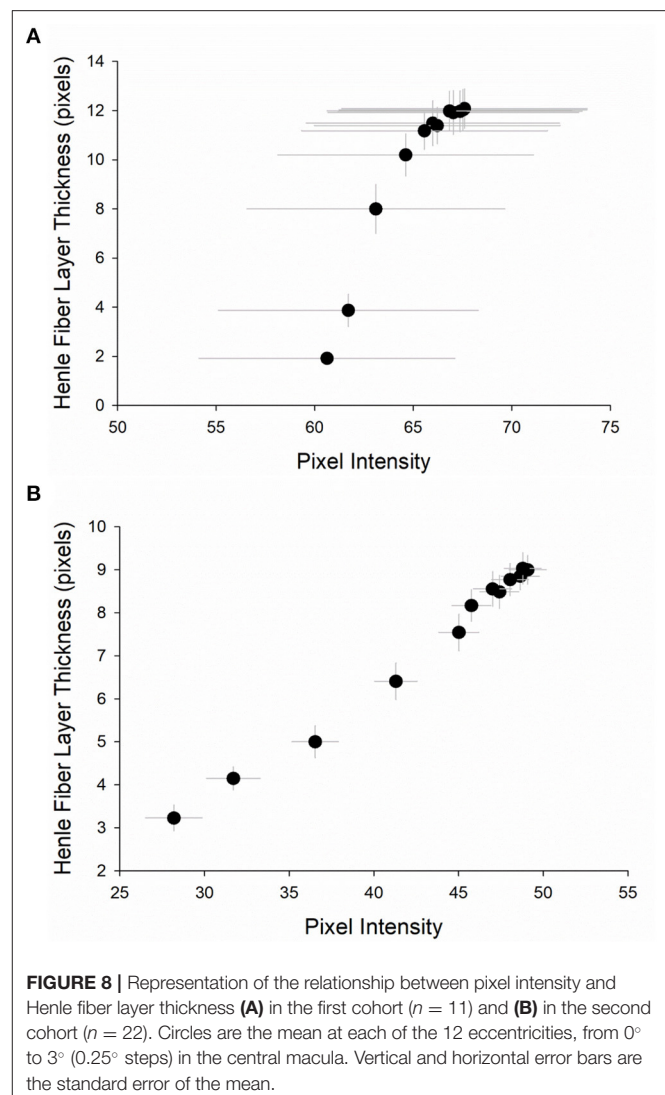 A
Henle Fiber Layer Thickness (pixels)
14
12
10
8
6
4
2
0
50 55 60 65 70 75
Pixel Intensity
B
Henle Fiber Layer Thickness (pixels)
10
9
8
7
6
5
4
3
2
25 30 35 40 45 50 55
Pixel Intensity
FIGURE 8 | Representation of the relationship between pixel intensity and
Henle fiber layer thickness (A) in the first cohort (n = 11) and (B) in the second
cohort (n = 22). Circles are the mean at each of the 12 eccentricities, from 0°
to 3° (0.25° steps) in the central macula. Vertical and horizontal error bars are
the standard error of the mean.